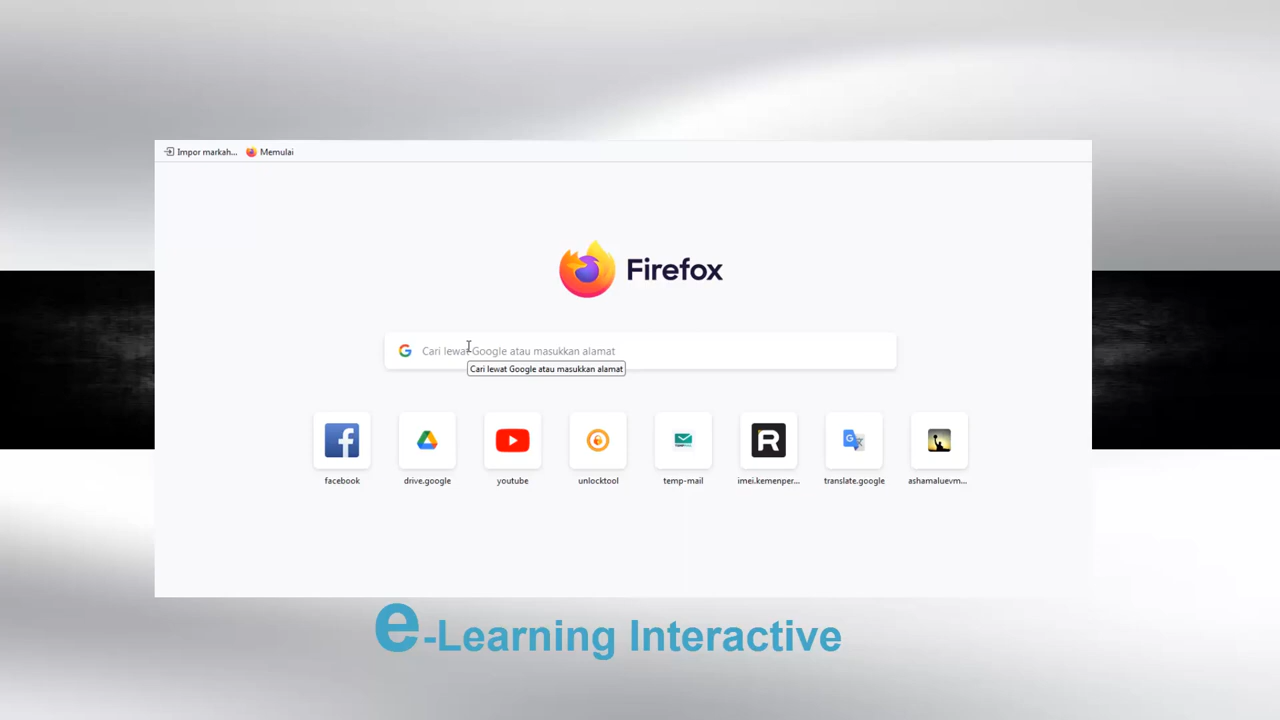 Impor markah... Memulai
Firefox
Cari lewat Google atau masukkan alamat
Cari lewat Google atau masukkan alamat
facebook drive.google youtube unlocktool temp-mail imei.kemenper... translate.google ashamaluevm...
e-Learning Interactive